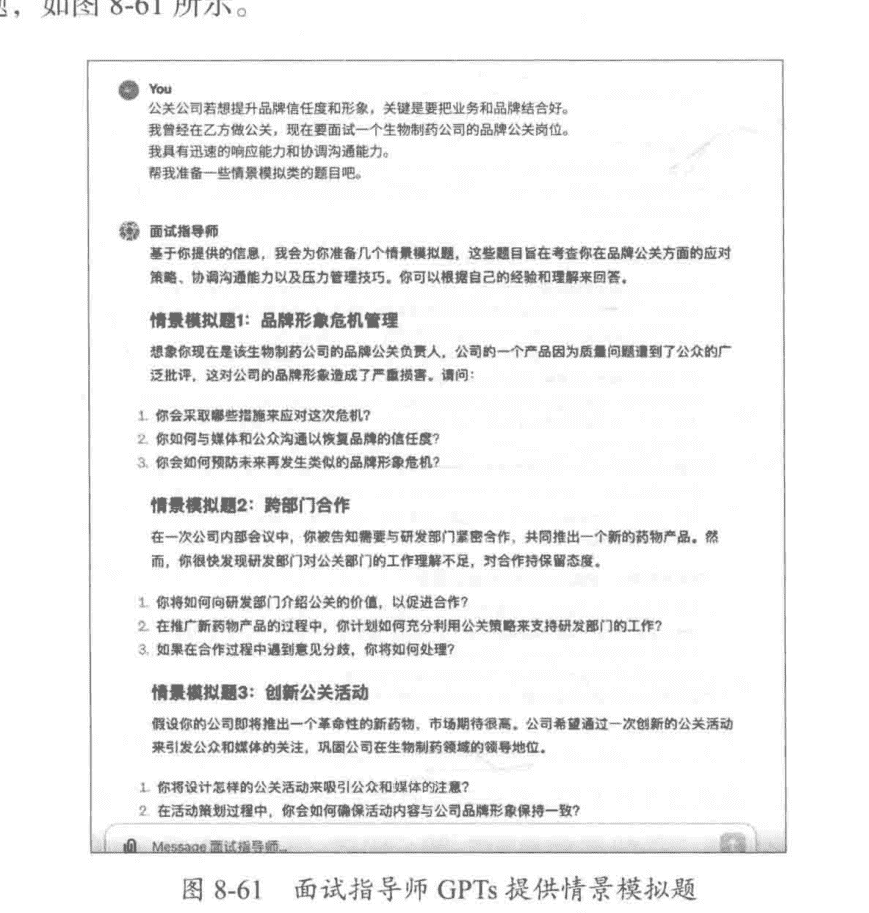 题，如图 8-61 所示。
You
公关公司若想提升品牌信任度和形象，关键是要把业务和品牌结合好。
我曾经在乙方做公关，现在要面试一个生物制药公司的品牌公关岗位。
我具有迅速的响应能力和协调沟通能力。
帮我准备一些情景模拟类的题目吧。
面试指导师
基于你提供的信息，我会为你准备几个情景模拟题，这些题目旨在考查你在品牌公关方面的应对
策略、协调沟通能力以及压力管理技巧。你可以根据自己的经验和理解来回答。
情景模拟题1：品牌形象危机管理
想象你现在是该生物制药公司的品牌公关负责人，公司的一个产品因为质量问题遭到了公众的广
泛批评，这对公司的品牌形象造成了严重损害。请问：
1. 你会采取哪些措施来应对这次危机？
2. 你如何与媒体和公众沟通以恢复品牌的信任度？
3. 你会如何预防未来再发生类似的品牌形象危机？
情景模拟题2：跨部门合作
在一次公司内部会议中，你被告知需要与研发部门紧密合作，共同推出一个新的药物产品。然
而，你很快发现研发部门对公关部门的工作理解不足，对合作持保留态度。
1. 你将如何向研发部门介绍公关的价值，以促进合作？
2. 在推广新药物产品的过程中，你计划如何充分利用公关策略来支持研发部门的工作？
3. 如果在合作过程中遇到意见分歧，你将如何处理？
情景模拟题3：创新公关活动
假设你的公司即将推出一个革命性的新药物，市场期待很高。公司希望通过一次创新的公关活动
来引发公众和媒体的关注，巩固公司在生物制药领域的领导地位。
1. 你将设计怎样的公关活动来吸引公众和媒体的注意？
2. 在活动策划过程中，你会如何确保活动内容与公司品牌形象保持一致？
Message 面试指导师...
图 8-61 面试指导师 GPTs 提供情景模拟题